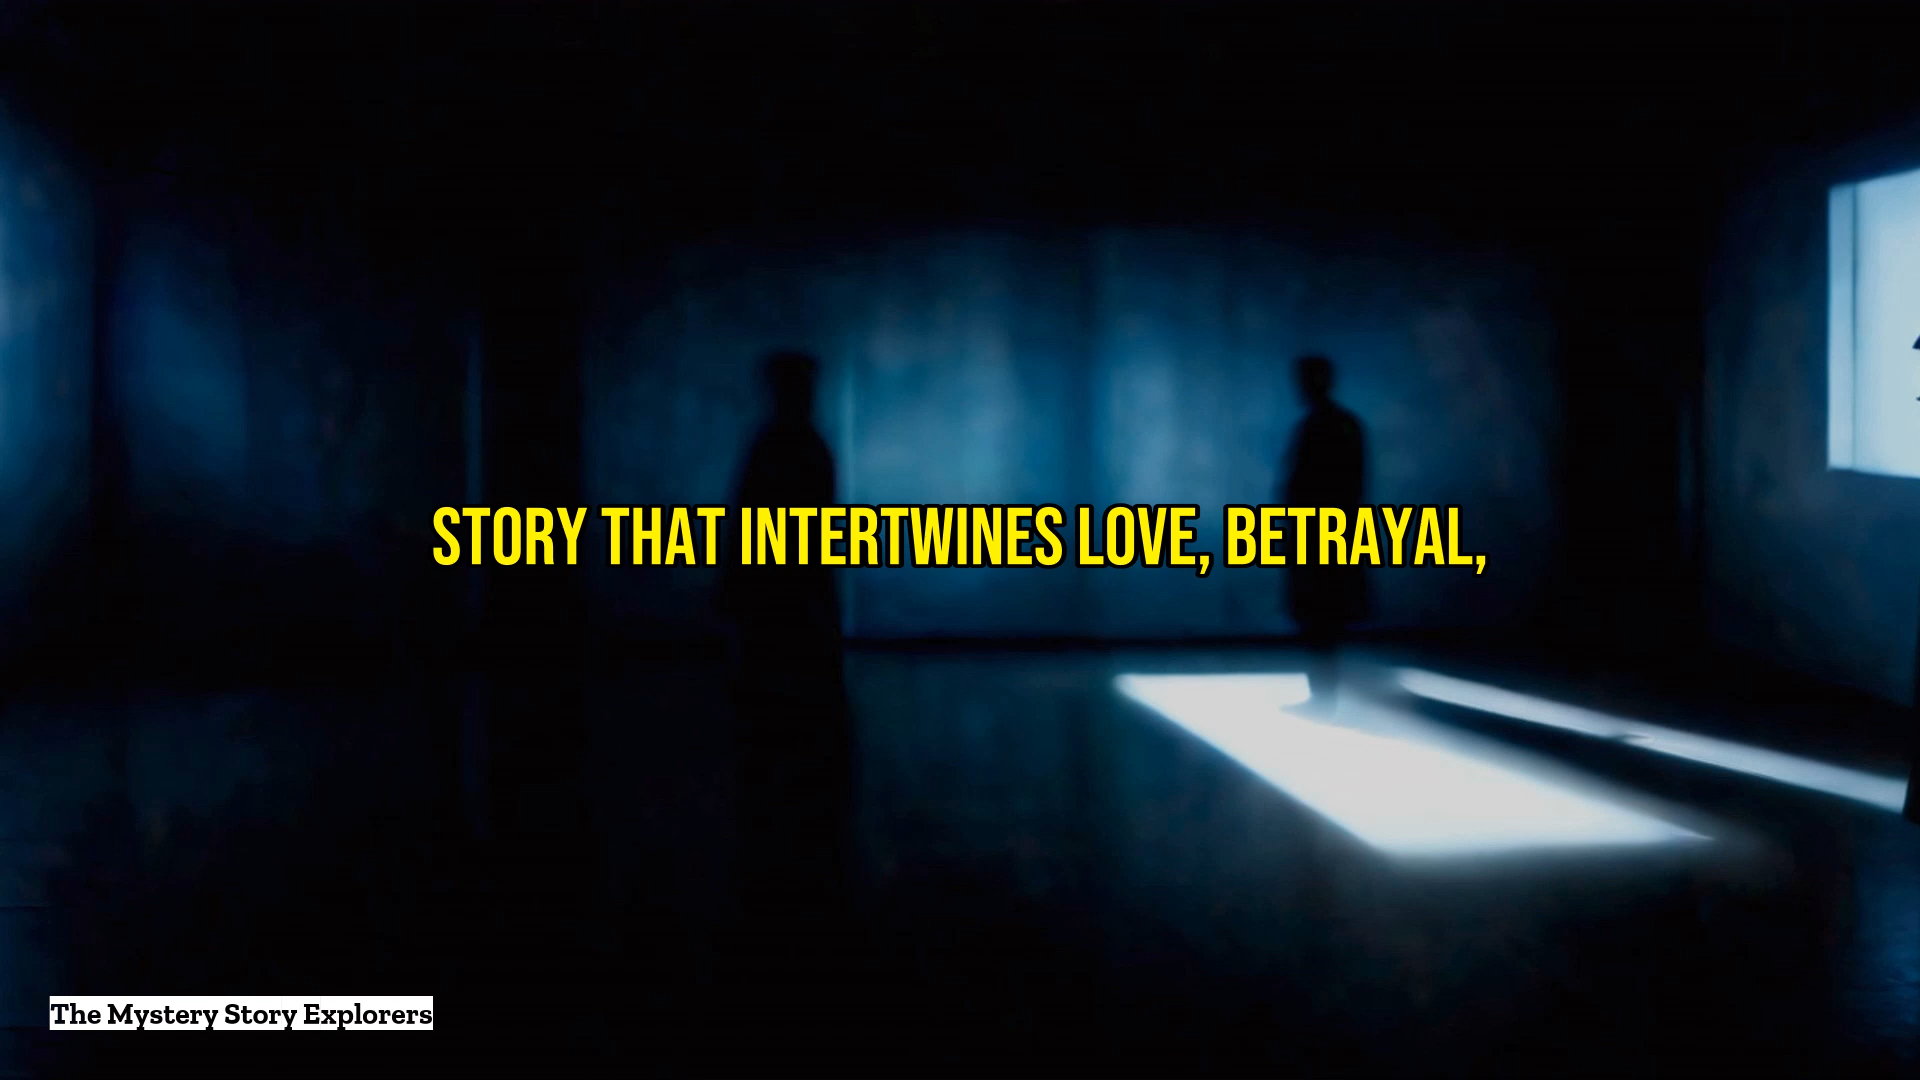 STORY THAT INTERTWINES LOVE, BETRAYAL,
The Mystery Story Explorers